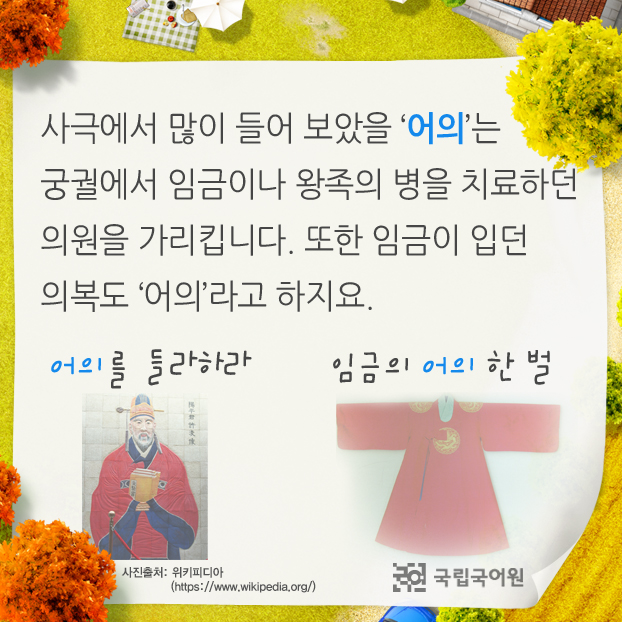 사극에서 많이 들어 보았을 ‘어의’는
궁궐에서 임금이나 왕족의 병을 치료하던
의원을 가리킵니다. 또한 임금이 입던
의복도 ‘어의’라고 하지요.
어의를 들라하라
임금의 어의 한 벌
사진출처: 위키피디아
(https://www.wikipedia.org/)
국립국어원